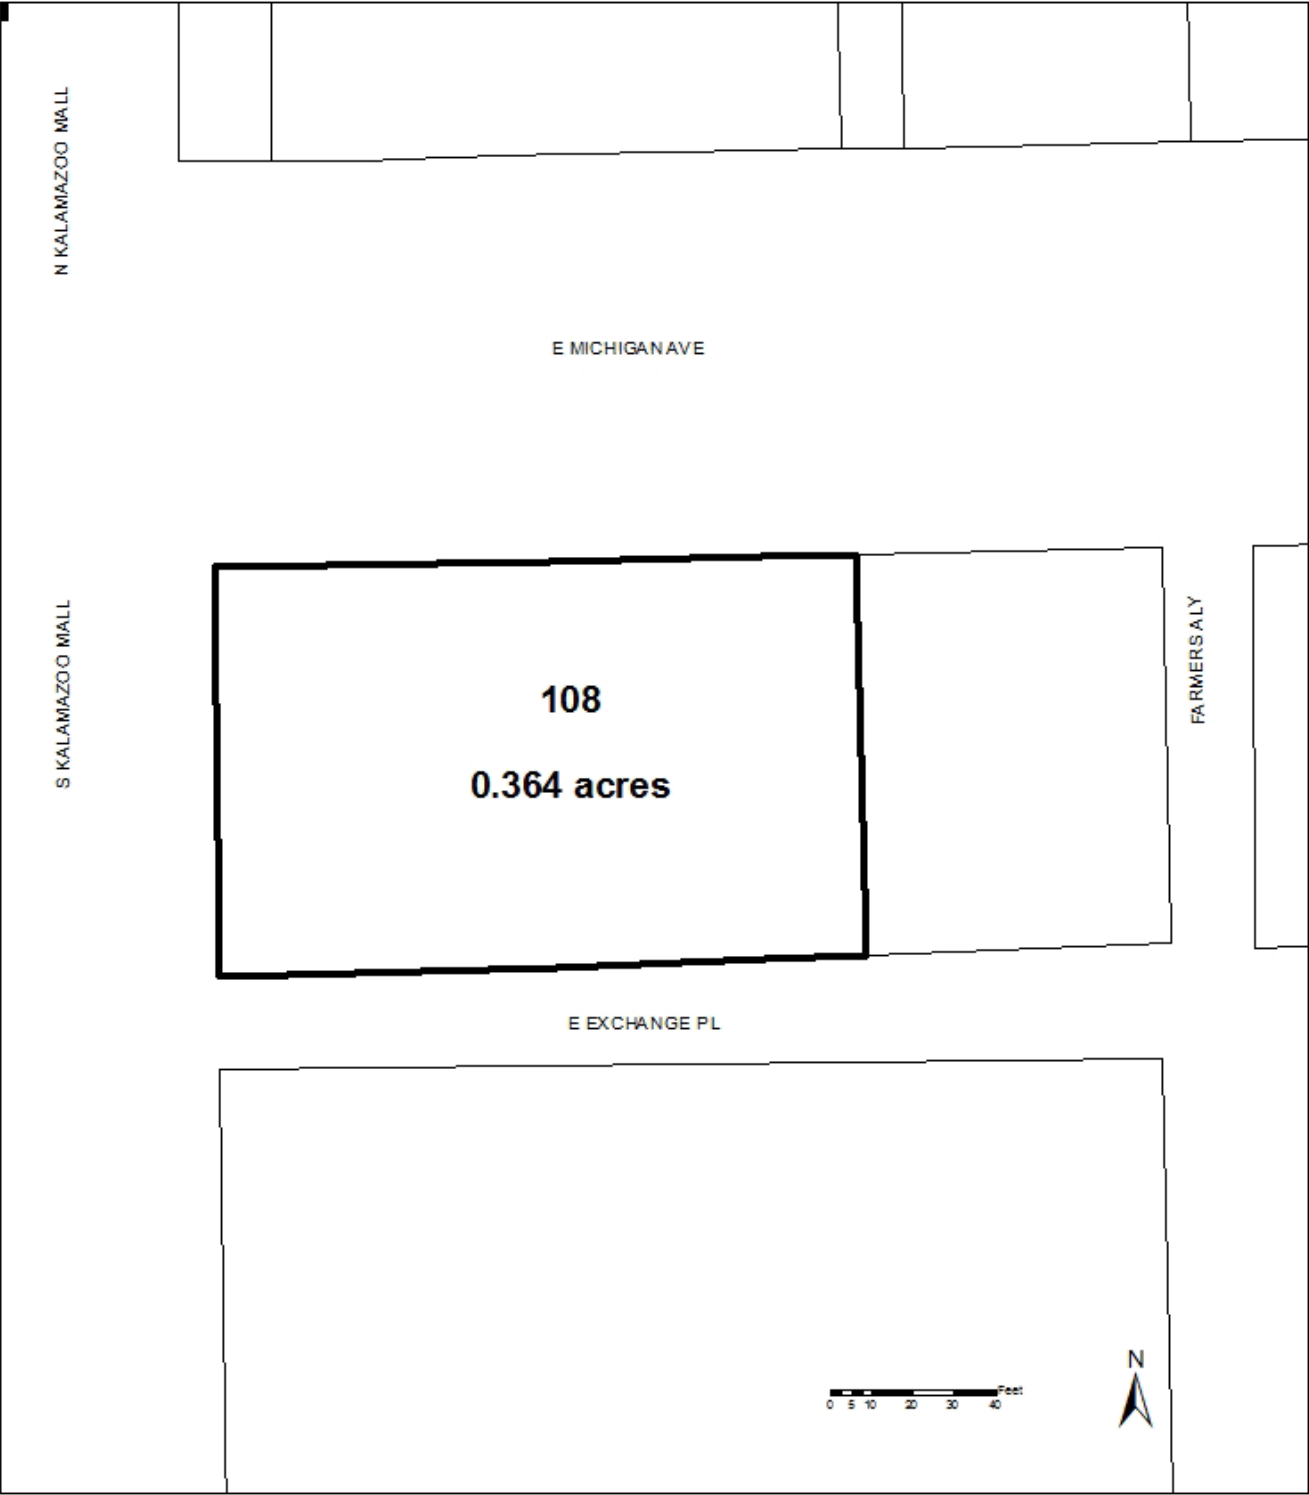 N KALAMAZOO MALL
E MICHIGAN AVE
S KALAMAZOO MALL
108
0.364 acres
FARMERS ALY
E EXCHANGE PL
N
Feet
0 5 10 20 30 40